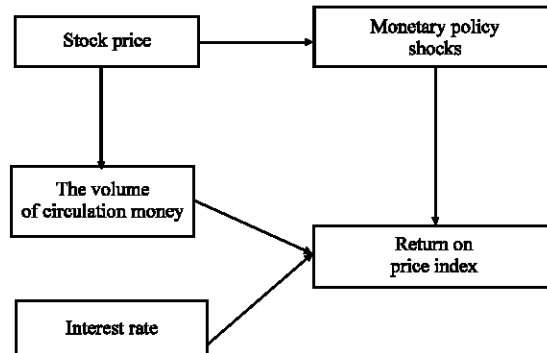 Stock price
Monetary policy
shocks
The volume
of circulation money
Return on
price index
Interest rate